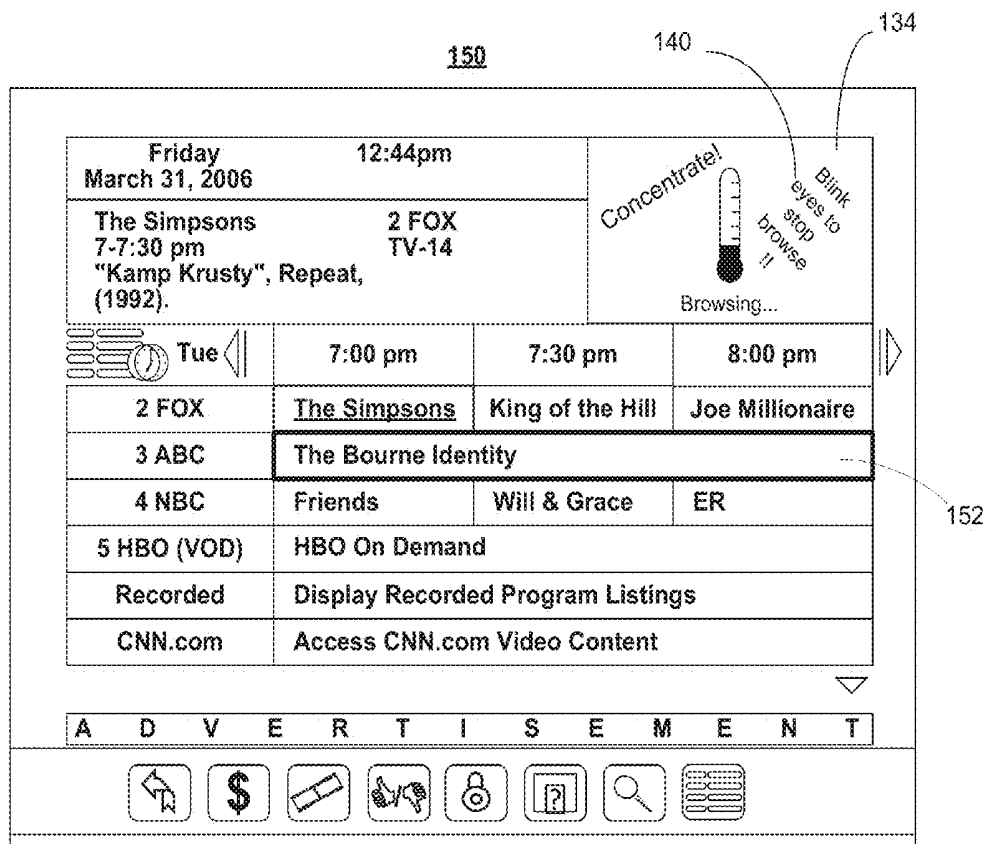 134
140
150
Friday 12:44pm
March 31, 2006
The Simpsons 2 FOX
7-7:30 pm TV-14
"Kamp Krusty", Repeat,
(1992).
Concentrate!
Blink
eyes to
stop
browse
!!
Browsing...
Tue 7:00 pm 7:30 pm 8:00 pm
2 FOX The Simpsons King of the Hill Joe Millionaire
3 ABC The Bourne Identity
152
4 NBC Friends Will & Grace ER
5 HBO (VOD) HBO On Demand
Recorded Display Recorded Program Listings
CNN.com Access CNN.com Video Content
A D V E R T I S E M E N T
$ ?